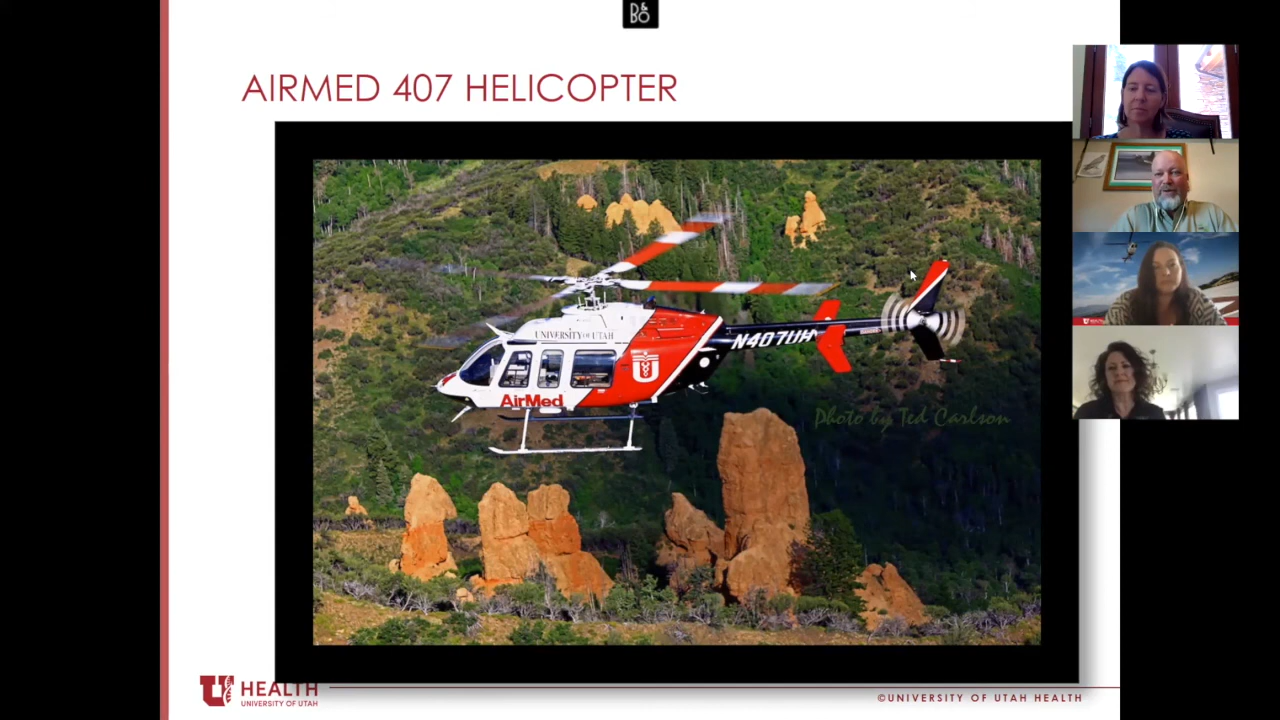 B&O
AIRMED 407 HELICOPTER
UNIVERSITY OF UTAH
N407UH
U
AirMed
Photo by Ted Carlson
U HEALTH
UNIVERSITY OF UTAH
©UNIVERSITY OF UTAH HEALTH